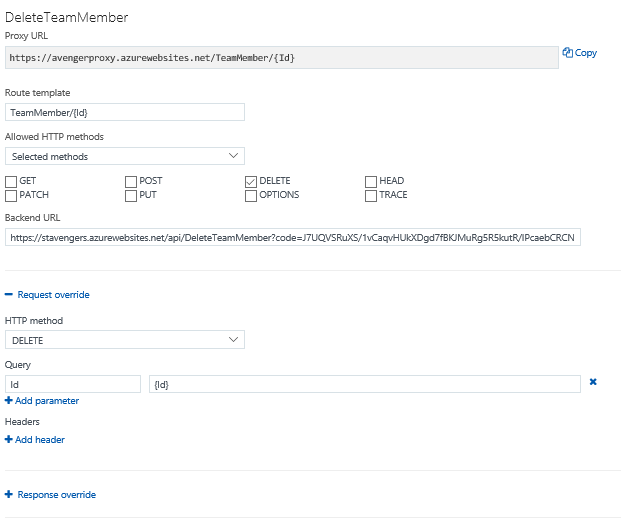 DeleteTeamMember
Proxy URL
https://avengerproxy.azurewebsites.net/TeamMember/{Id}
Copy
Route template
TeamMember/{Id}
Allowed HTTP methods
Selected methods
GET POST DELETE HEAD
PATCH PUT OPTIONS TRACE
Backend URL
https://stavengers.azurewebsites.net/api/DeleteTeamMember?code=J7UQVSRuXS/1vCaqvHUkXDgd7fBKJMuRg5R5kutR/IPcaebCRCN
Request override
HTTP method
DELETE
Query
Id {Id}
Add parameter
Headers
Add header
Response override